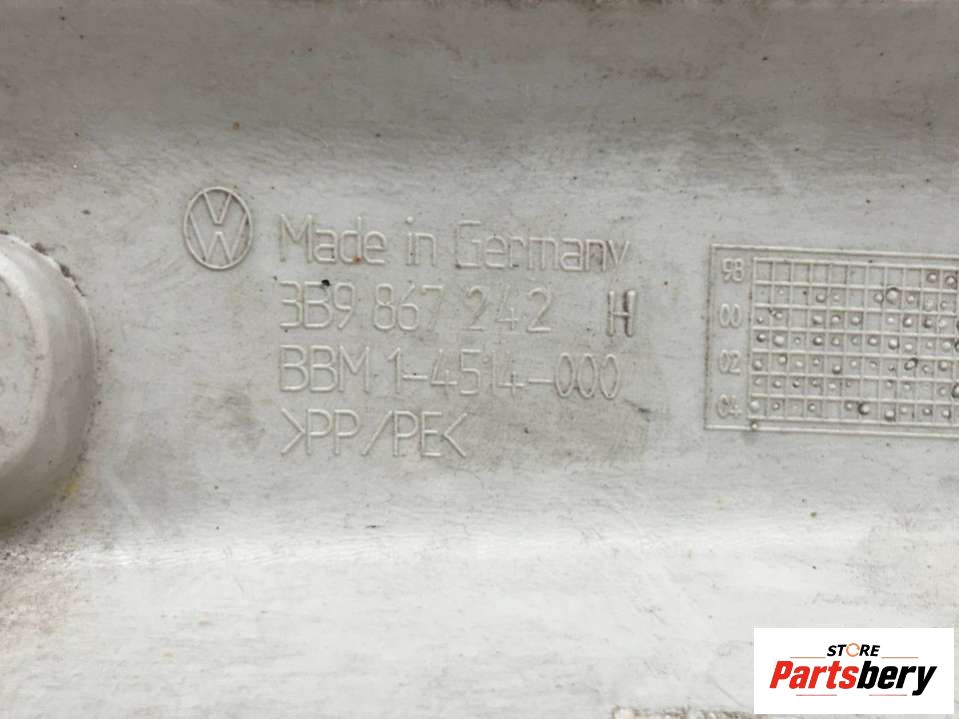 Made in Germany
3B9 867 242 H
BBM 1-4514-000
>PP/PE<
98
00
02
04
STORE
Partsbery